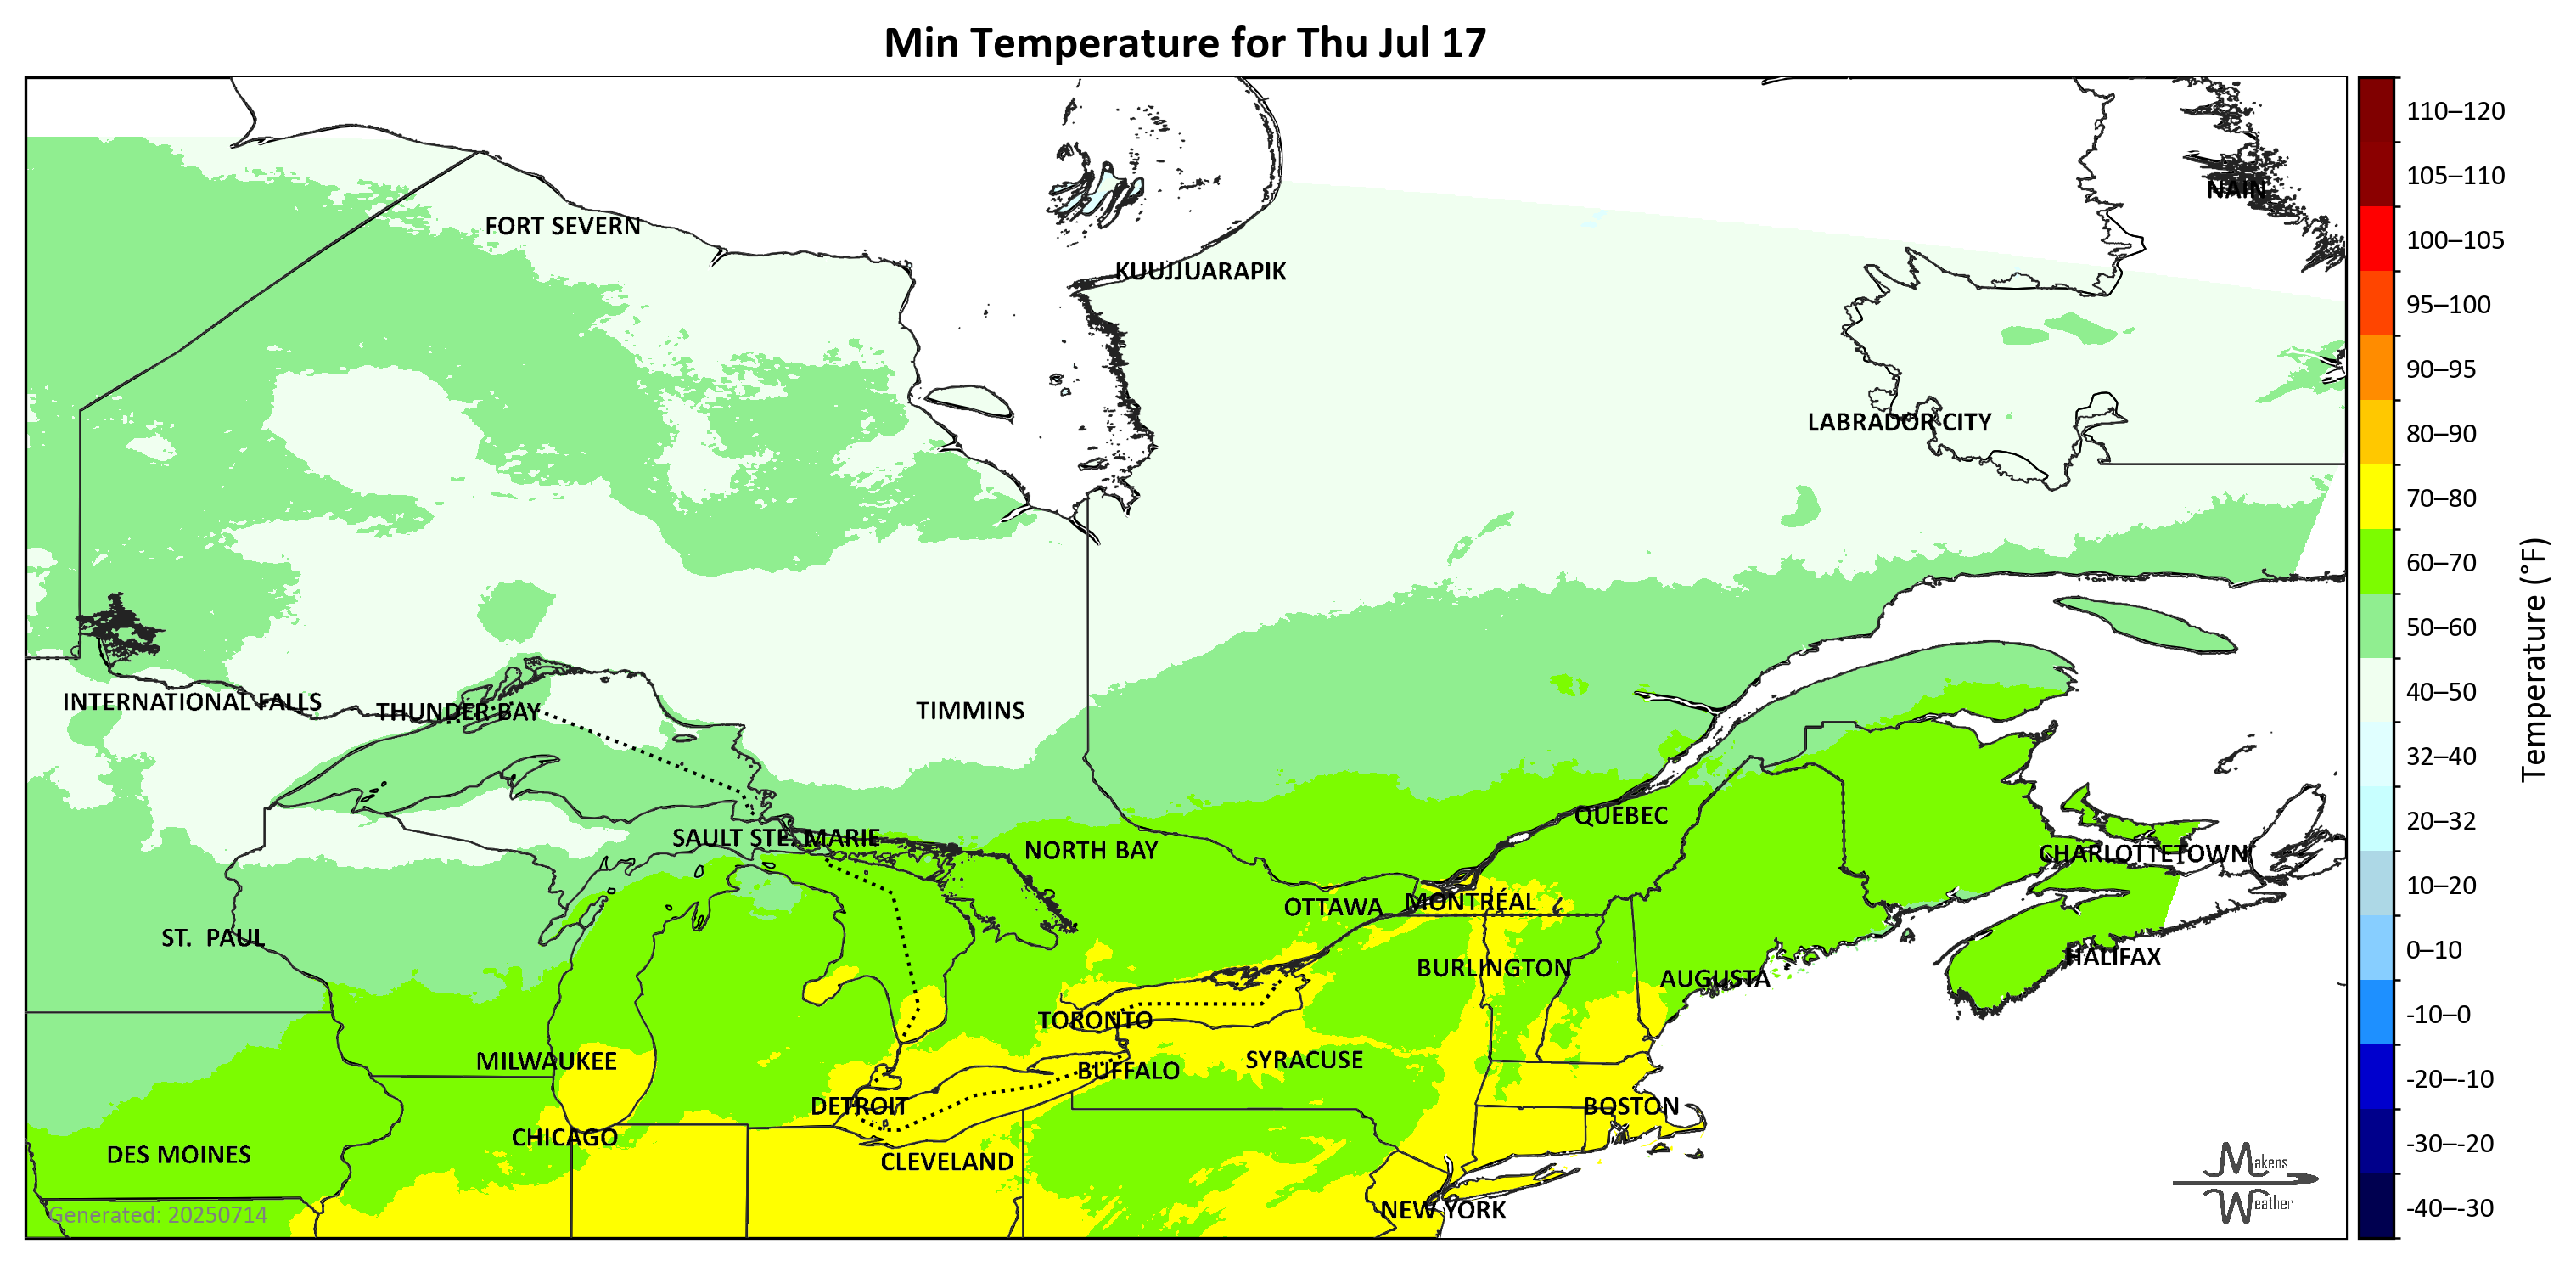 Min Temperature for Thu Jul 17
110–120
105–110
NAIN
100–105
FORT SEVERN
KUUJJUARAPIK
95–100
90–95
LABRADOR CITY
80–90
70–80
60–70
50–60
Temperature (°F)
40–50
INTERNATIONAL FALLS
THUNDER BAY
TIMMINS
32–40
QUÉBEC
20–32
SAULT STE. MARIE
NORTH BAY
CHARLOTTETOWN
10–20
OTTAWA
MONTRÉAL
ST.  PAUL
0–10
HALIFAX
BURLINGTON
AUGUSTA
-10–0
TORONTO
MILWAUKEE
SYRACUSE
BUFFALO
-20–-10
DETROIT
BOSTON
CHICAGO
-30–-20
DES MOINES
CLEVELAND
Makens
Weather
NEW YORK
-40–-30
Generated: 20250714